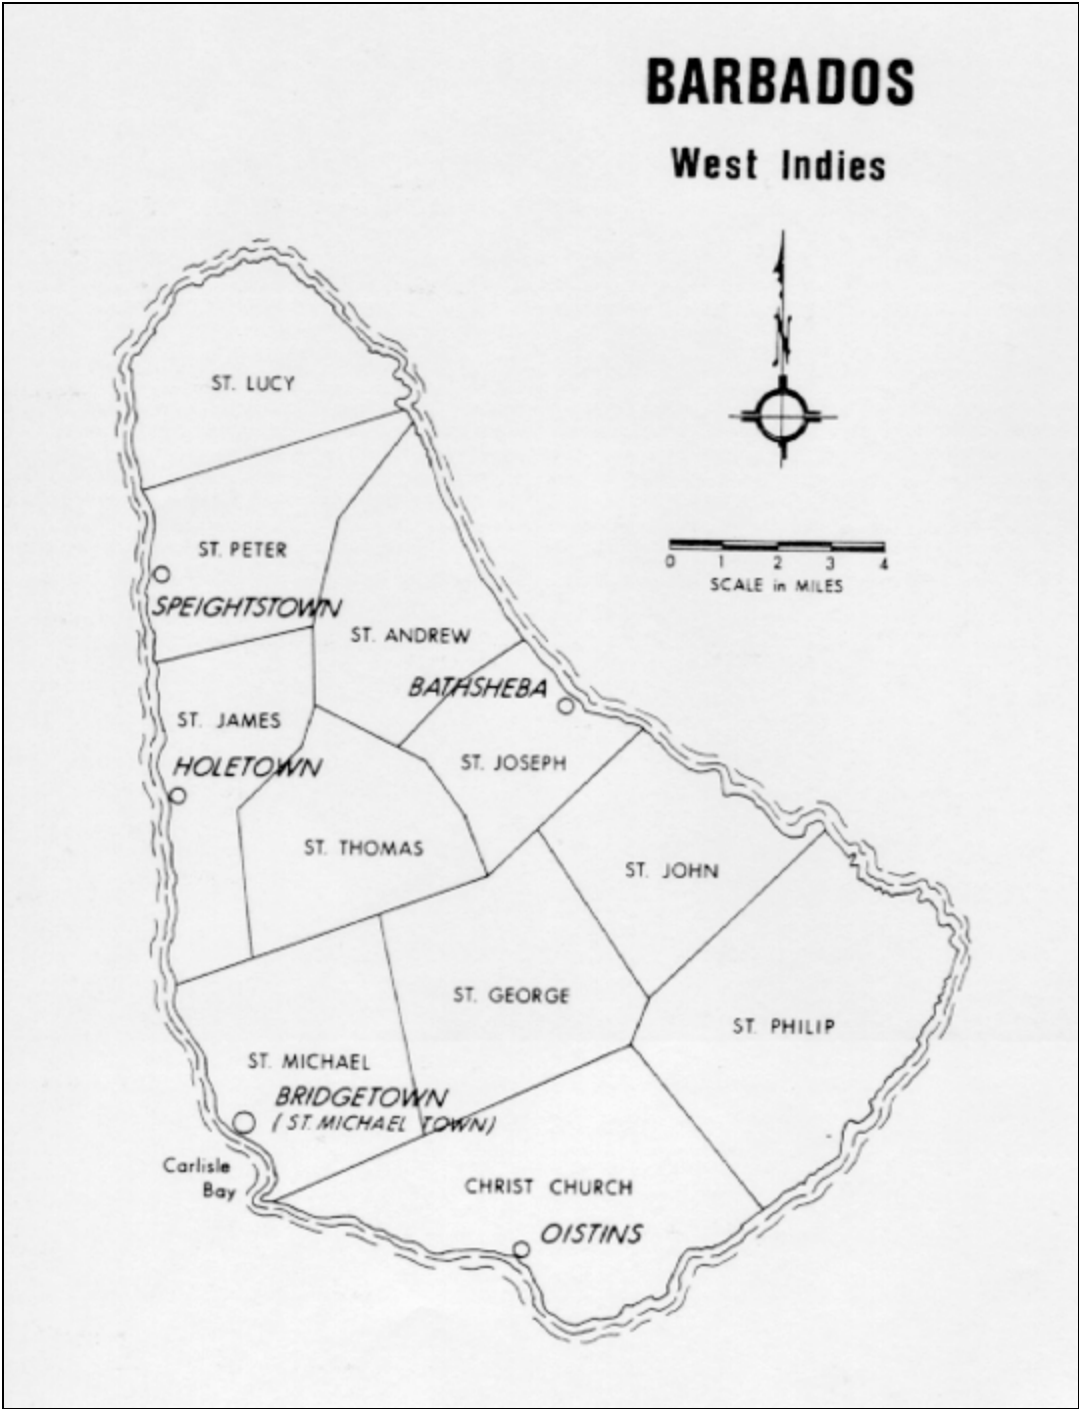 BARBADOS
West Indies
0 1 2 3 4
SCALE in MILES
ST. LUCY
ST. PETER
SPEIGHTSTOWN
ST. ANDREW
BATHSHEBA
ST. JAMES
HOLETOWN
ST. JOSEPH
ST. THOMAS
ST. JOHN
ST. GEORGE
ST. PHILIP
ST. MICHAEL
BRIDGETOWN
(ST. MICHAEL TOWN)
Carlisle
Bay
CHRIST CHURCH
OISTINS